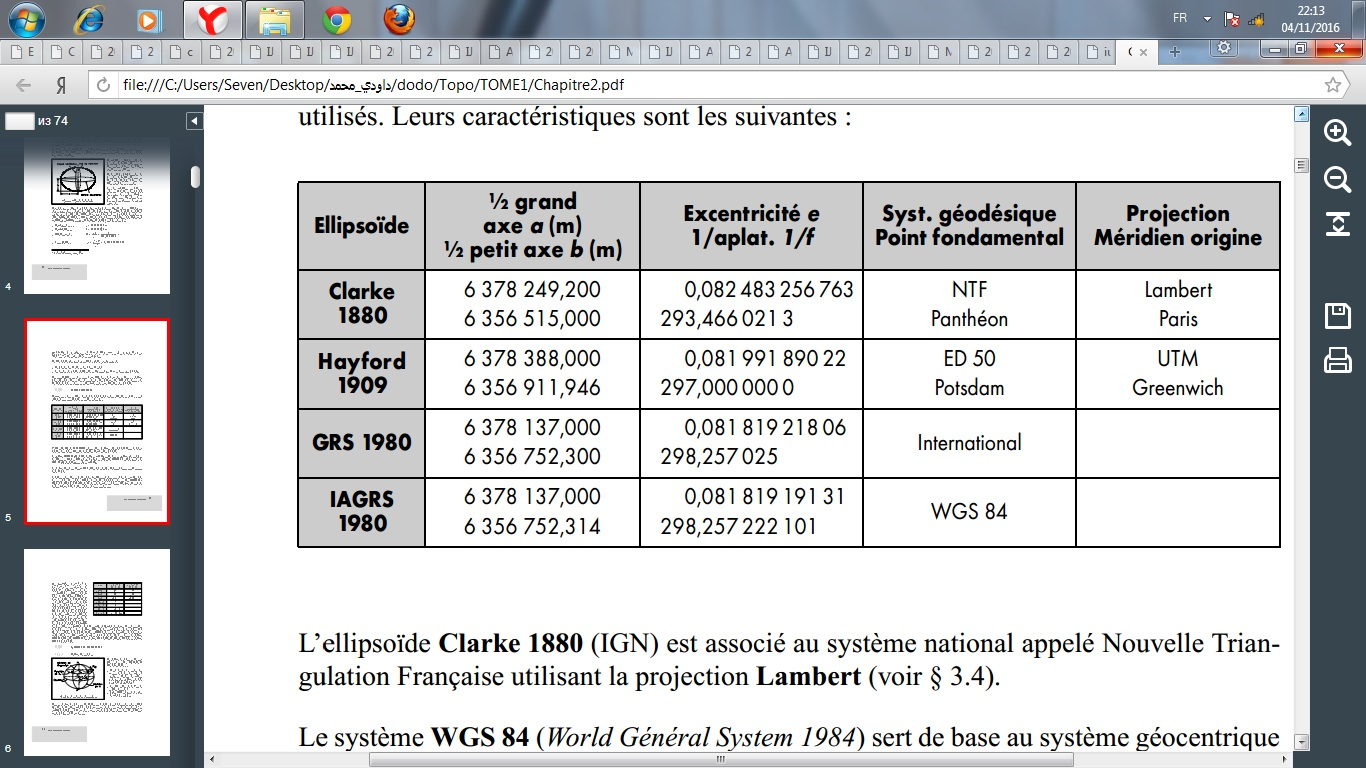 FR
22:13
04/11/2016
file:///C:/Users/Seven/Desktop/داودي_محمد/dodo/Topo/TOME1/Chapitre2.pdf
из 74
4
5
6
utilisés. Leurs caractéristiques sont les suivantes :
Ellipsoïde
½ grand
axe a (m)
½ petit axe b (m)
Excentricité e
1/aplat. 1/f
Syst. géodésique
Point fondamental
Projection
Méridien origine
Clarke
1880
6 378 249,200
6 356 515,000
0,082 483 256 763
293,466 021 3
NTF
Panthéon
Lambert
Paris
Hayford
1909
6 378 388,000
6 356 911,946
0,081 991 890 22
297,000 000 0
ED 50
Potsdam
UTM
Greenwich
GRS 1980
6 378 137,000
6 356 752,300
0,081 819 218 06
298,257 025
International
IAGRS
1980
6 378 137,000
6 356 752,314
0,081 819 191 31
298,257 222 101
WGS 84
L’ellipsoïde Clarke 1880 (IGN) est associé au système national appelé Nouvelle Trian-
gulation Française utilisant la projection Lambert (voir § 3.4).
Le système WGS 84 (World Général System 1984) sert de base au système géocentrique